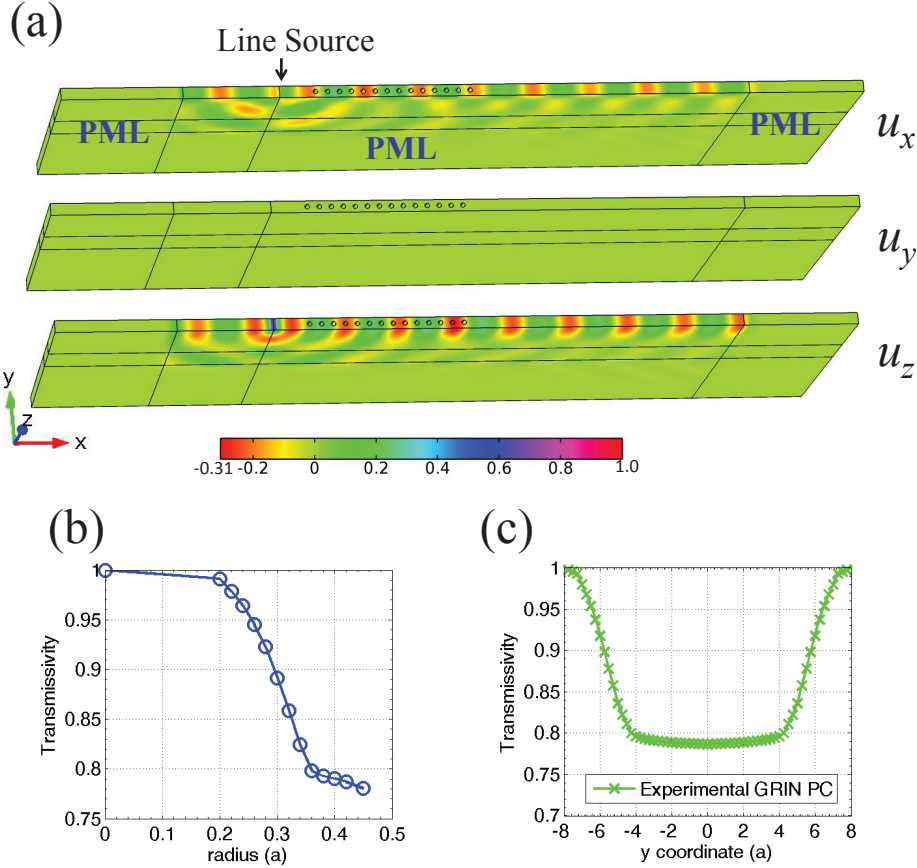 (a)
Line Source
PML PML PML
u_x
u_y
u_z
y
z
x
-0.31 -0.2 0 0.2 0.4 0.6 0.8 1.0
(b)
1
0.95
0.9
0.85
0.8
0.75
0 0.1 0.2 0.3 0.4 0.5
Transmissivity
radius (a)
(c)
1
0.95
0.9
0.85
0.8
0.75
0.7
-8 -6 -4 -2 0 2 4 6 8
Transmissivity
y coordinate (a)
Experimental GRIN PC